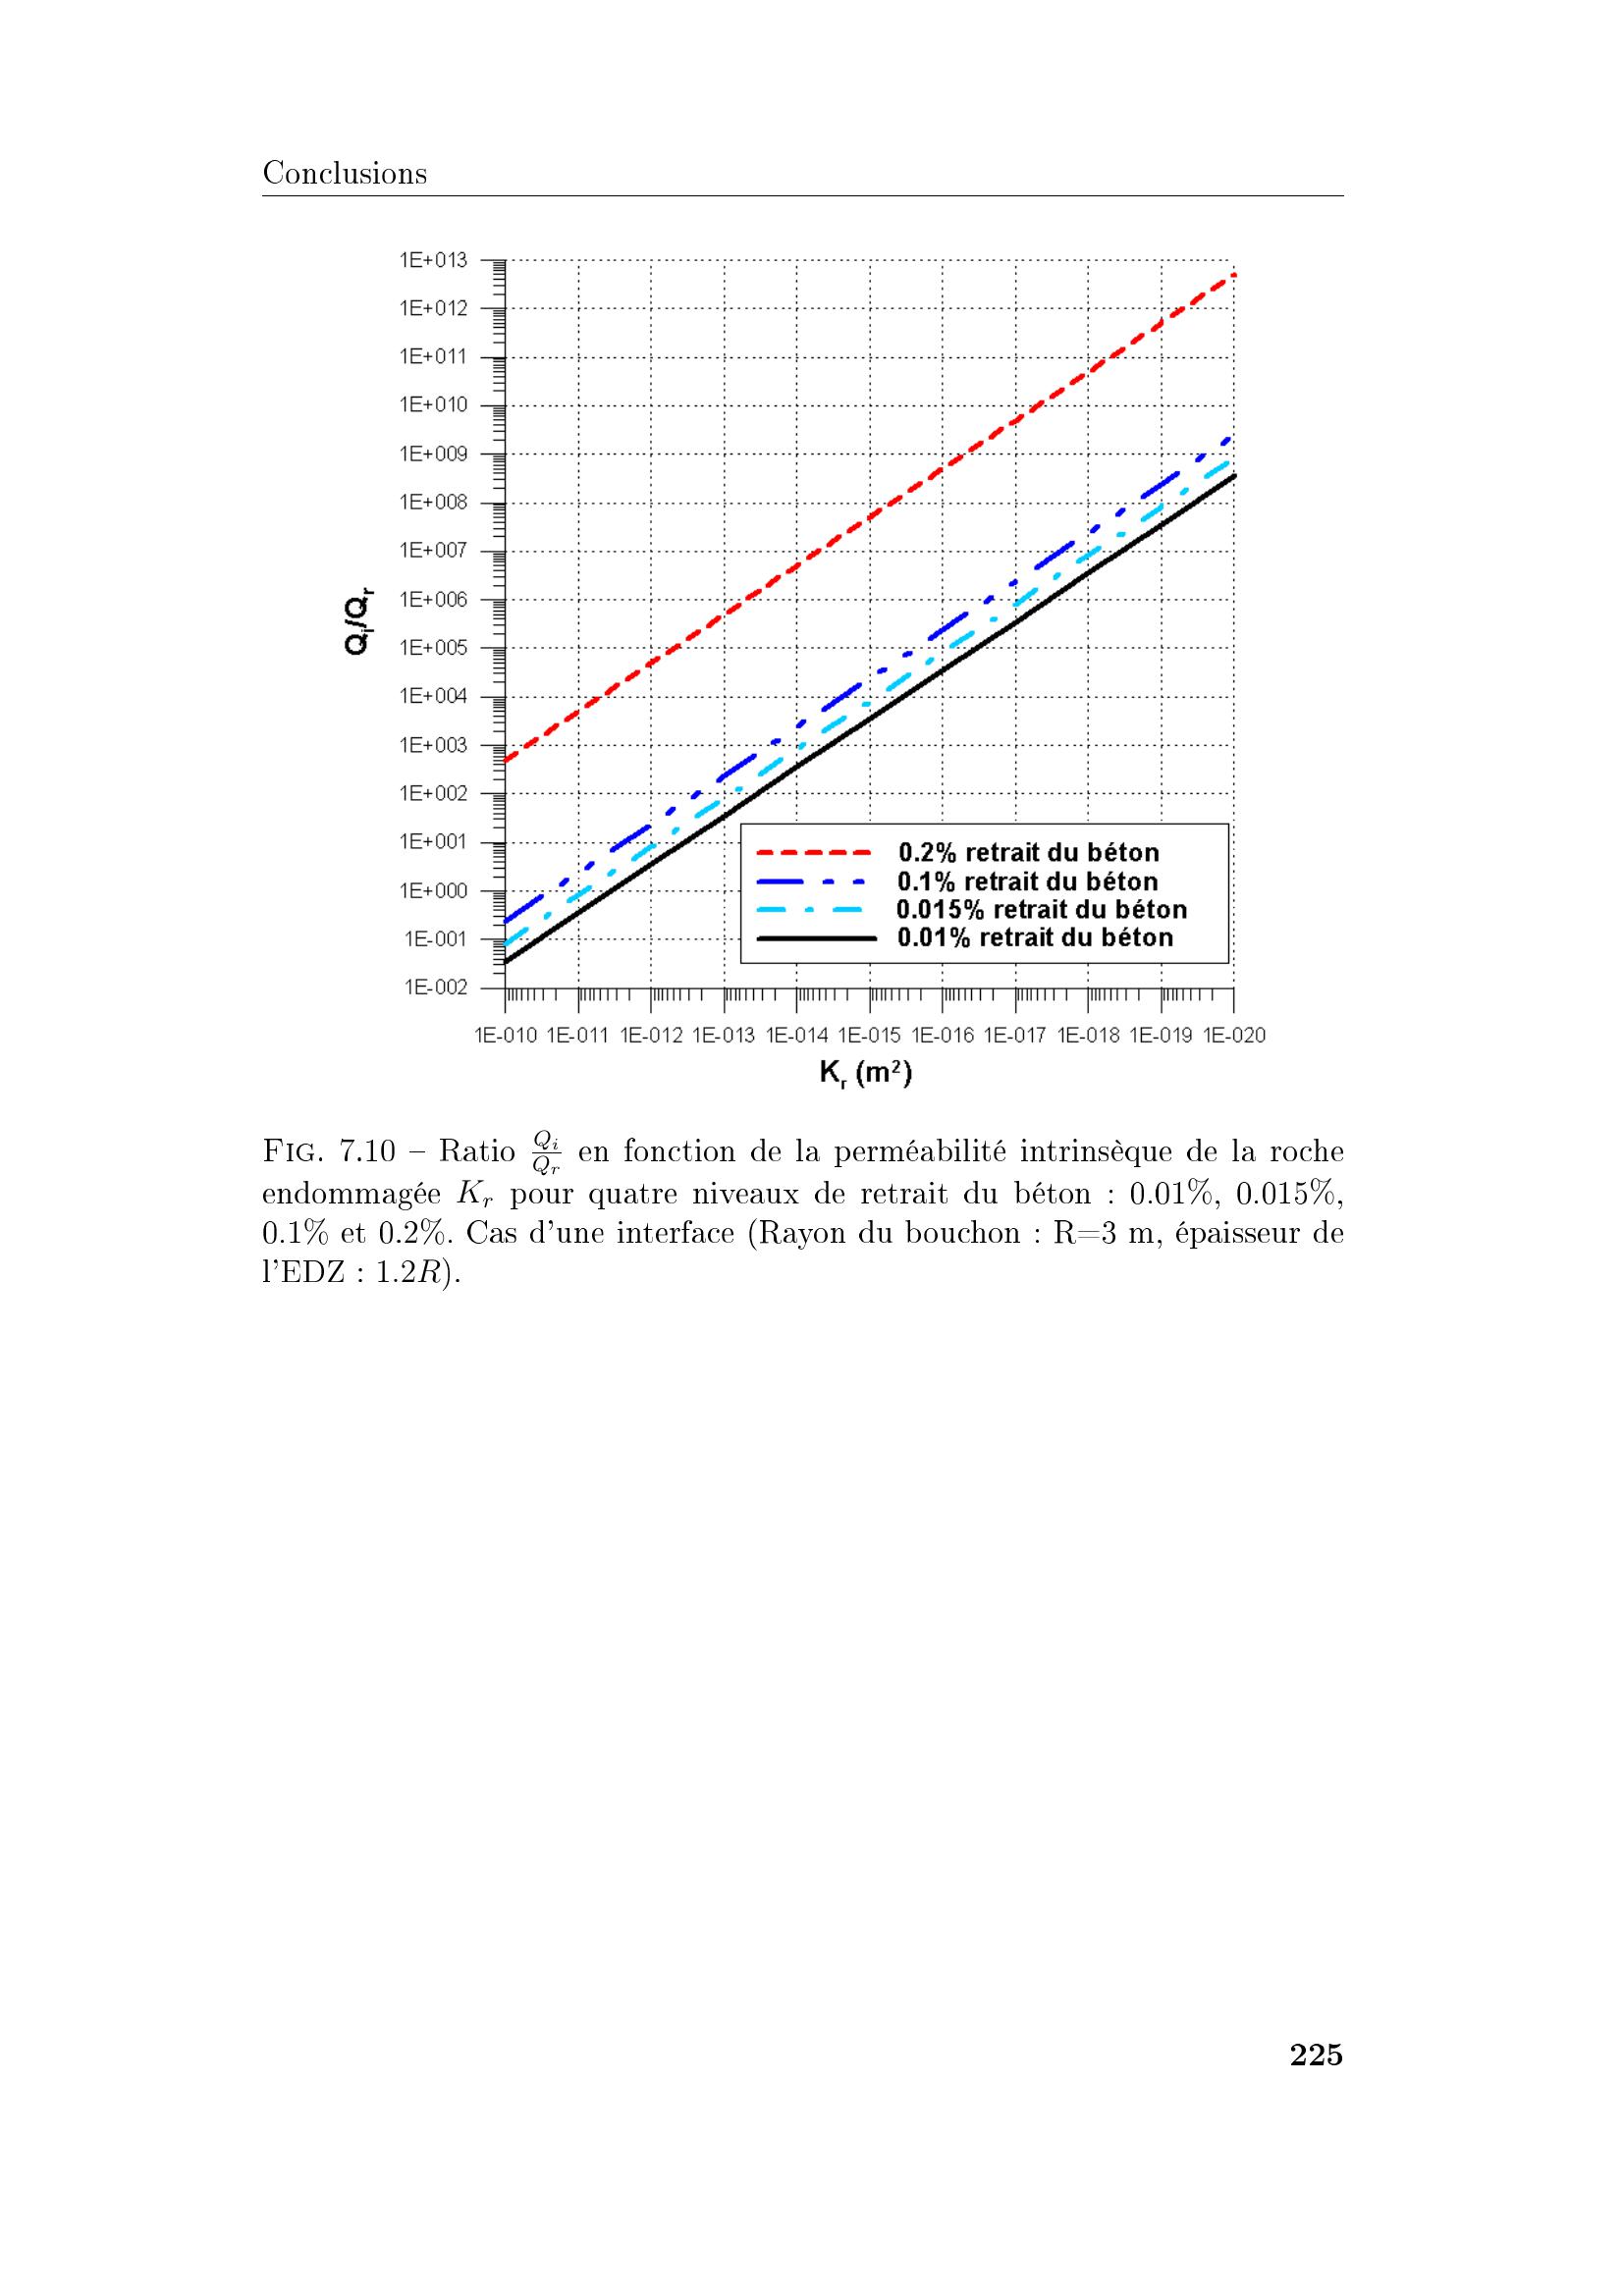 Conclusions
1E+013
1E+012
1E+011
1E+010
1E+009
1E+008
1E+007
1E+006
1E+005
1E+004
1E+003
1E+002
1E+001
1E+000
1E-001
1E-002
Qi/Qr
0.2% retrait du béton
0.1% retrait du béton
0.015% retrait du béton
0.01% retrait du béton
1E-010 1E-011 1E-012 1E-013 1E-014 1E-015 1E-016 1E-017 1E-018 1E-019 1E-020
Kr (m²)
FIG. 7.10 – Ratio Qi/Qr en fonction de la perméabilité intrinsèque de la roche
endommagée Kr pour quatre niveaux de retrait du béton : 0.01%, 0.015%,
0.1% et 0.2%. Cas d'une interface (Rayon du bouchon : R=3 m, épaisseur de
l'EDZ : 1.2R).
225